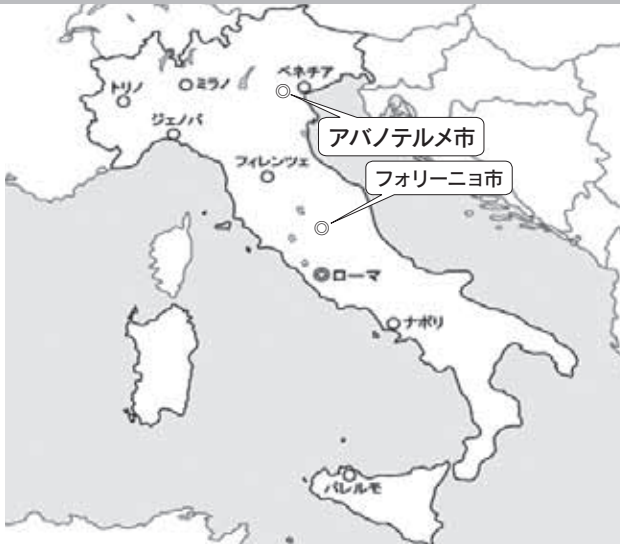 ベネチア
トリノ
ミラノ
ジェノバ
アバノテルメ市
フィレンツェ
フォリーニョ市
ローマ
ナポリ
パレルモ